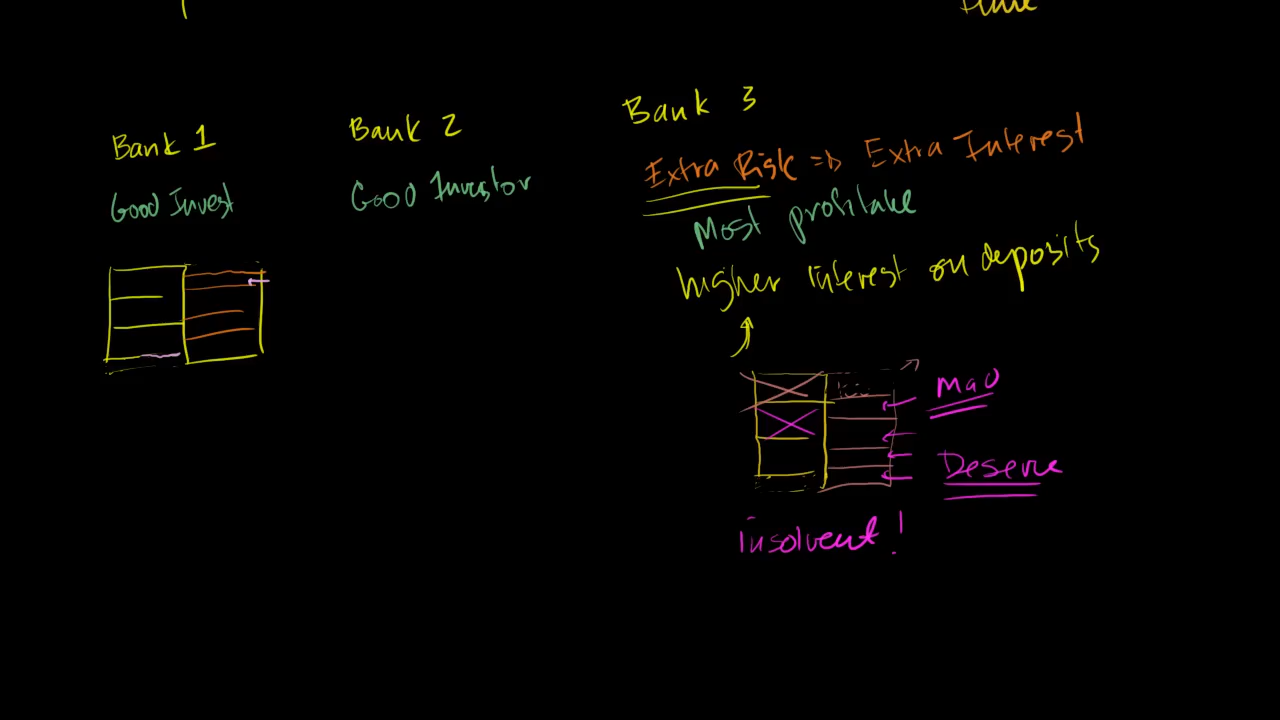 time
Bank 1
Good Invest
Bank 2
Good Investor
Bank 3
Extra Risk => Extra Interest
Most profitable
higher interest on deposits
Mao
Deserve
insolvent!